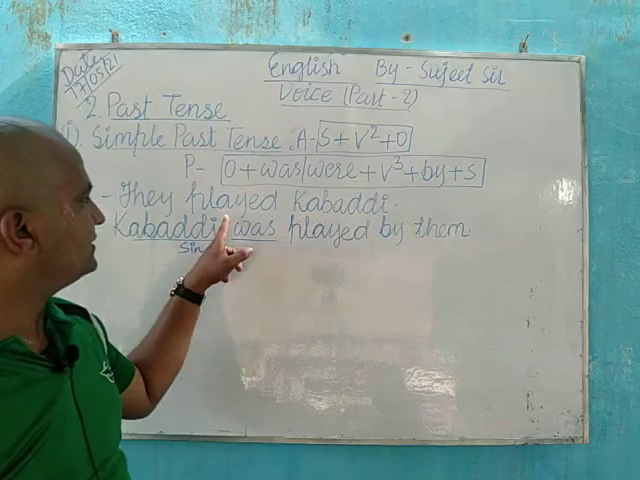 Date
17/05/21
English By - Sujeet Sir
Voice (Part - 2)
2. Past Tense
(i). Simple Past Tense. A - S + V² + O
P - O + was/were + V³ + by + S
- They played Kabaddi.
Kabaddi was played by them.